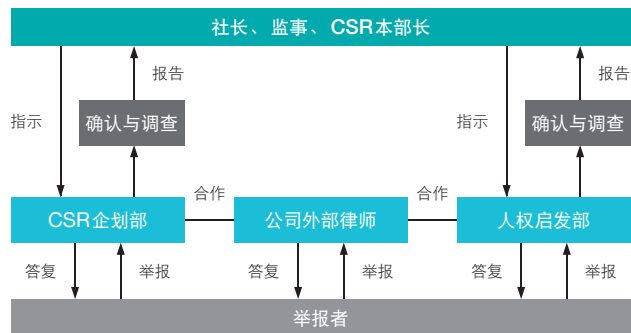 社长、监事、CSR本部长
报告
报告
指示
确认与调查
指示
确认与调查
合作
合作
CSR企划部
公司外部律师
人权启发部
答复
举报
答复
举报
答复
举报
举报者